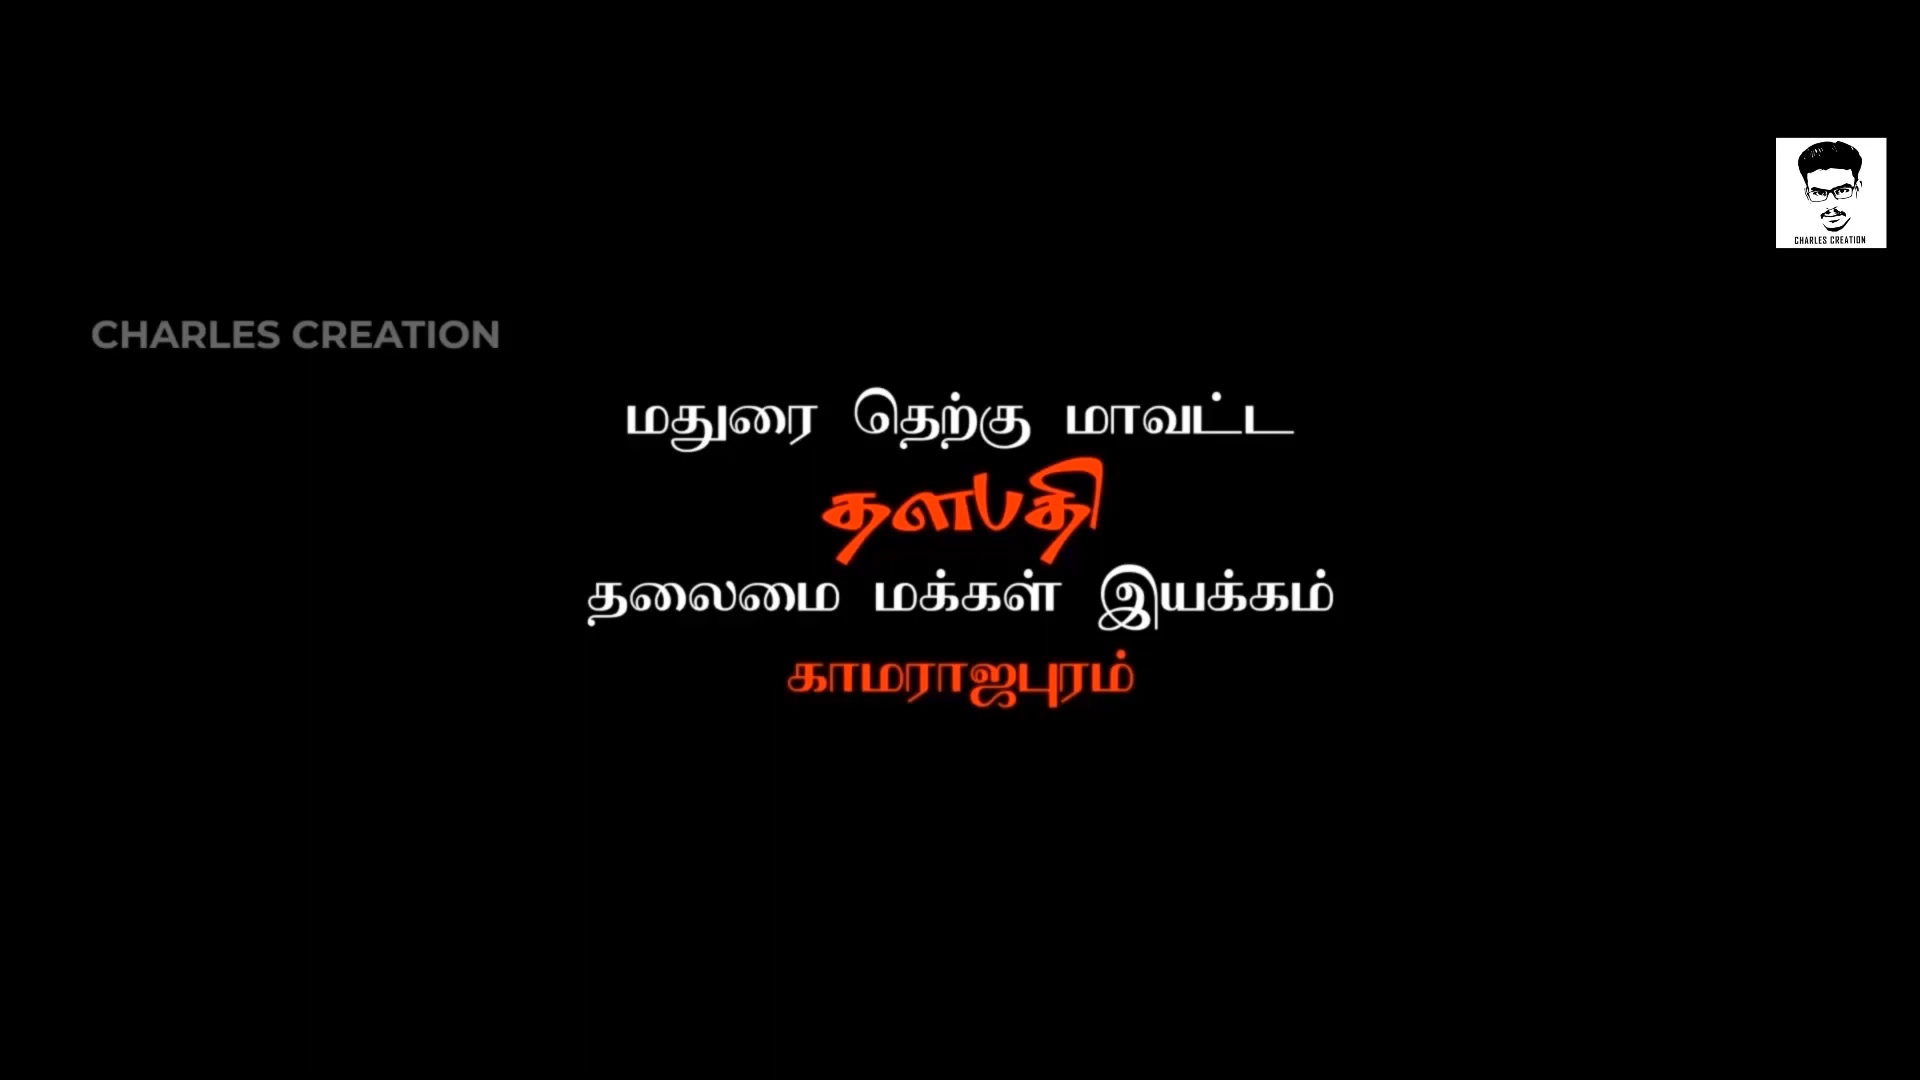 CHARLES CREATION
CHARLES CREATION
மதுரை தெற்கு மாவட்ட
தளபதி
தலைமை மக்கள் இயக்கம்
காமராஜபுரம்